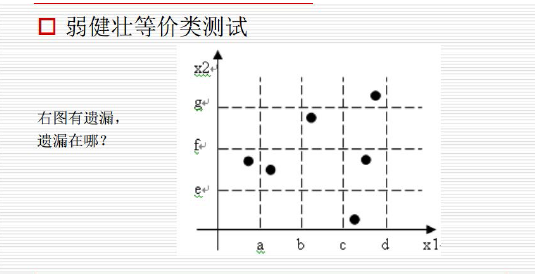 弱健壮等价类测试
右图有遗漏，
遗漏在哪？
x2
g
f
e
a b c d x1